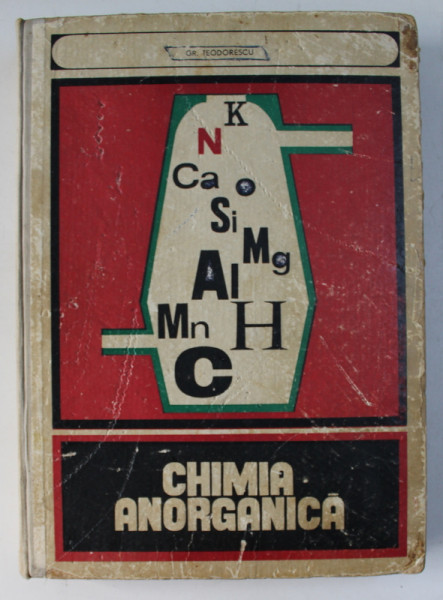 GR. TEODORESCU
K
N
Ca O
Si
Mg
Al
Mn H
C
CHIMIA
ANORGANICĂ